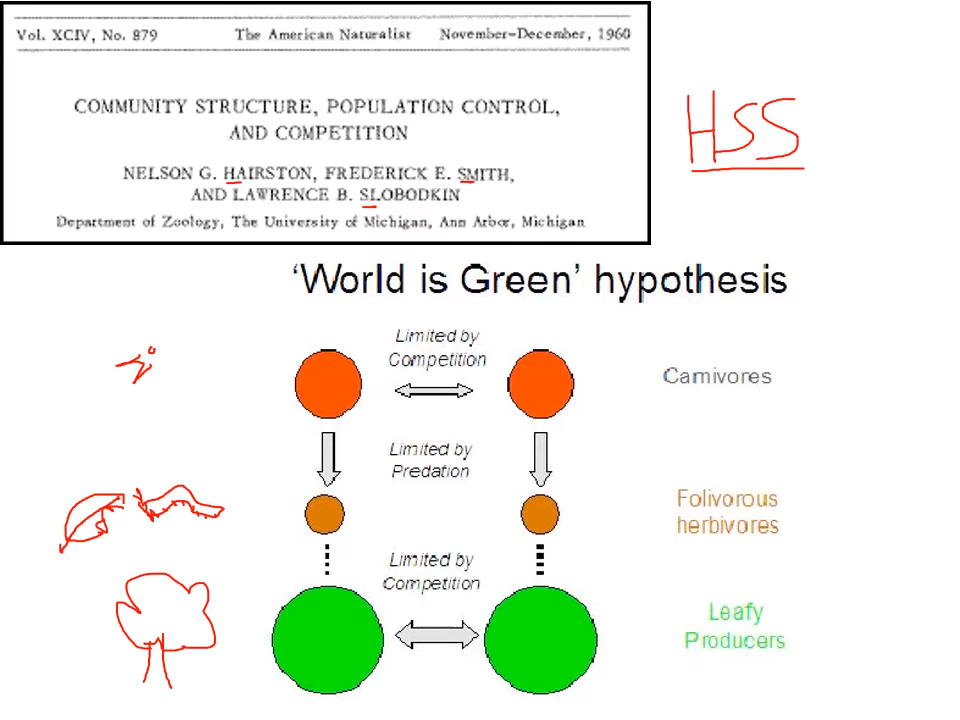 Vol. XCIV, No. 879 The American Naturalist November-December, 1960
COMMUNITY STRUCTURE, POPULATION CONTROL,
AND COMPETITION
NELSON G. HAIRSTON, FREDERICK E. SMITH,
AND LAWRENCE B. SLOBODKIN
Department of Zoology, The University of Michigan, Ann Arbor, Michigan
HSS
‘World is Green’ hypothesis
Limited by
Competition
Carnivores
Limited by
Predation
Folivorous
herbivores
Limited by
Competition
Leafy
Producers